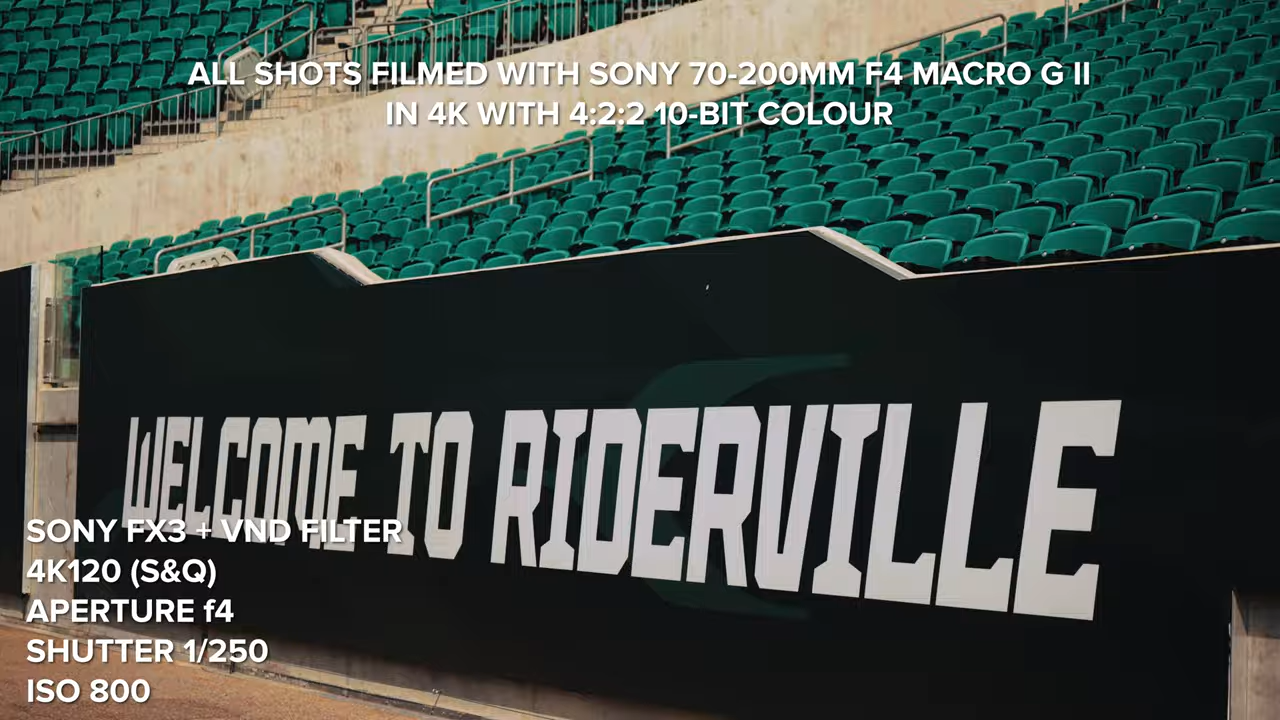 ALL SHOTS FILMED WITH SONY 70-200MM F4 MACRO G II
IN 4K WITH 4:2:2 10-BIT COLOUR
WELCOME TO RIDERVILLE
SONY FX3 + VND FILTER
4K120 (S&Q)
APERTURE f4
SHUTTER 1/250
ISO 800